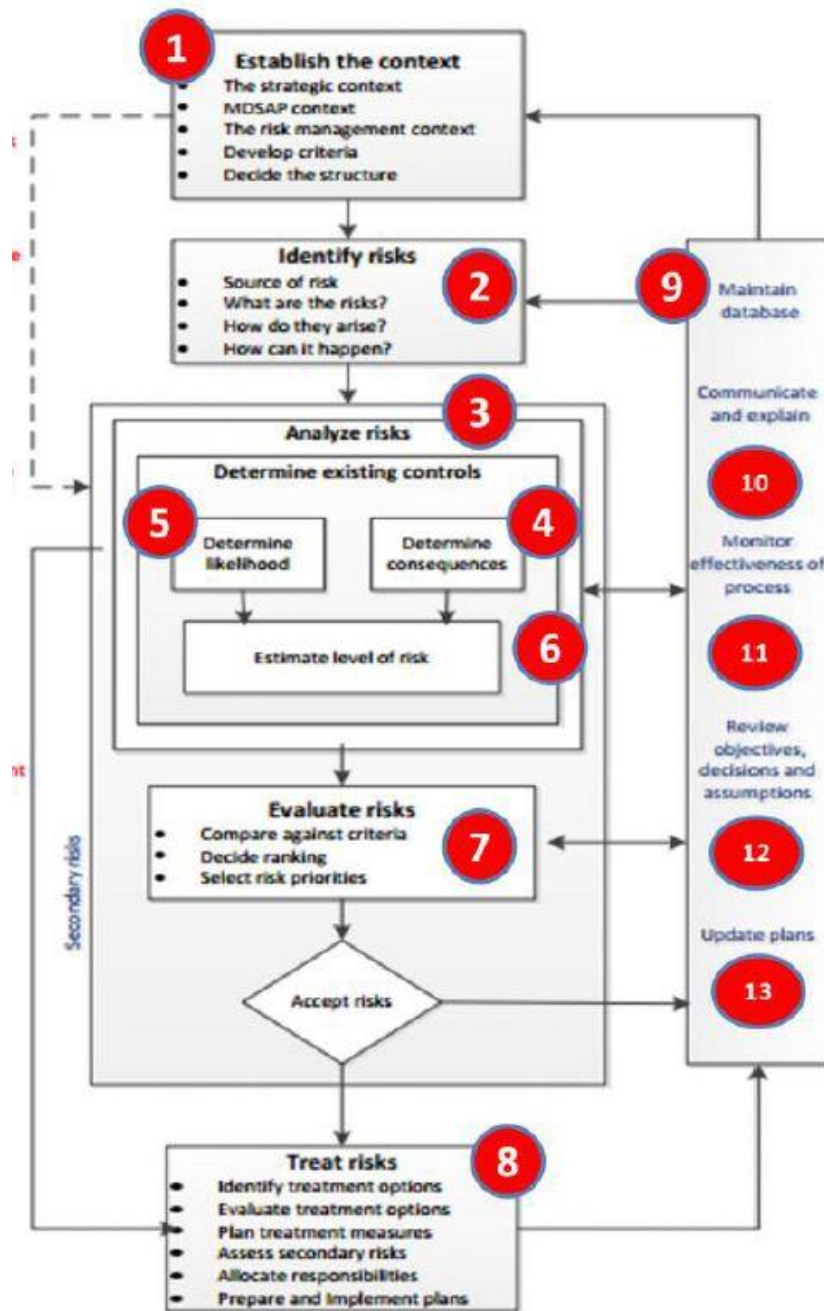 1
Establish the context
• The strategic context
• MDSAP context
• The risk management context
• Develop criteria
• Decide the structure
Identify risks
2
• Source of risk
• What are the risks?
• How do they arise?
• How can it happen?
3
Analyze risks
Determine existing controls
5
Determine
likelihood
4
Determine
consequences
6
Estimate level of risk
Evaluate risks
7
• Compare against criteria
• Decide ranking
• Select risk priorities
Secondary risks
Accept risks
8
Treat risks
• Identify treatment options
• Evaluate treatment options
• Plan treatment measures
• Assess secondary risks
• Allocate responsibilities
• Prepare and Implement plans
9
Maintain
database
Communicate
and explain
10
Monitor
effectiveness of
process
11
Review
objectives,
decisions and
assumptions
12
Update plans
13
nt